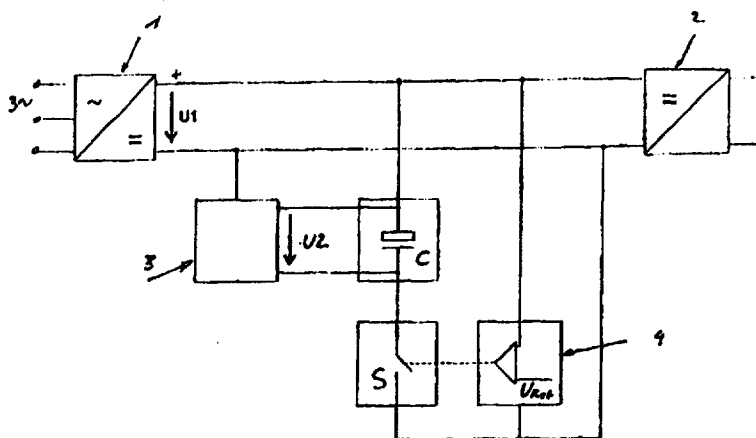 1
2
3~
~
=
+
U1
=
3
U2
C
S
URef
4